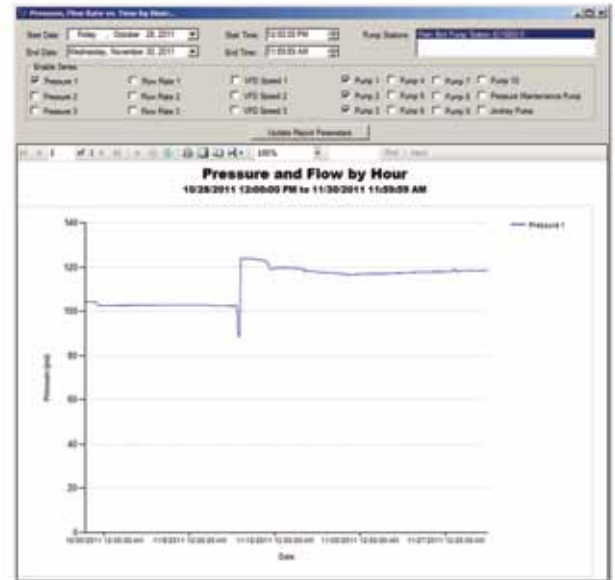 Pressure, Flow Rate vs. Time by Hour...
Start Date: Friday , October 28, 2011 Start Time: 12:00:00 PM Pump Stations:
End Date: Wednesday, November 30, 2011 End Time: 11:59:59 AM
Enable Series
Pressure 1 Flow Rate 1 VFD Speed 1 Pump 1 Pump 4 Pump 7 Pump 10
Pressure 2 Flow Rate 2 VFD Speed 2 Pump 2 Pump 5 Pump 8 Pressure Maintenance Pump
Pressure 3 Flow Rate 3 VFD Speed 3 Pump 3 Pump 6 Pump 9 Jockey Pump
Update Report Parameters
1 of 1 100% Find Next
Pressure and Flow by Hour
10/28/2011 12:00:00 PM to 11/30/2011 11:59:59 AM
Pressure 1
140
120
100
80
60
40
20
0
Pressure (psi)
Date